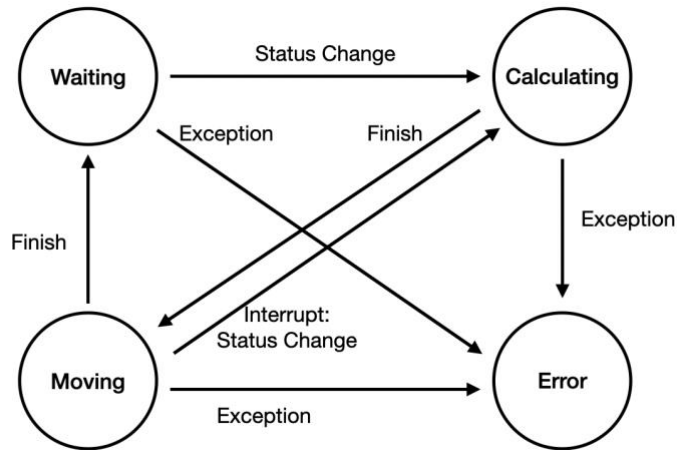 Status Change
Waiting
Calculating
Exception
Finish
Finish
Exception
Interrupt:
Status Change
Moving
Error
Exception